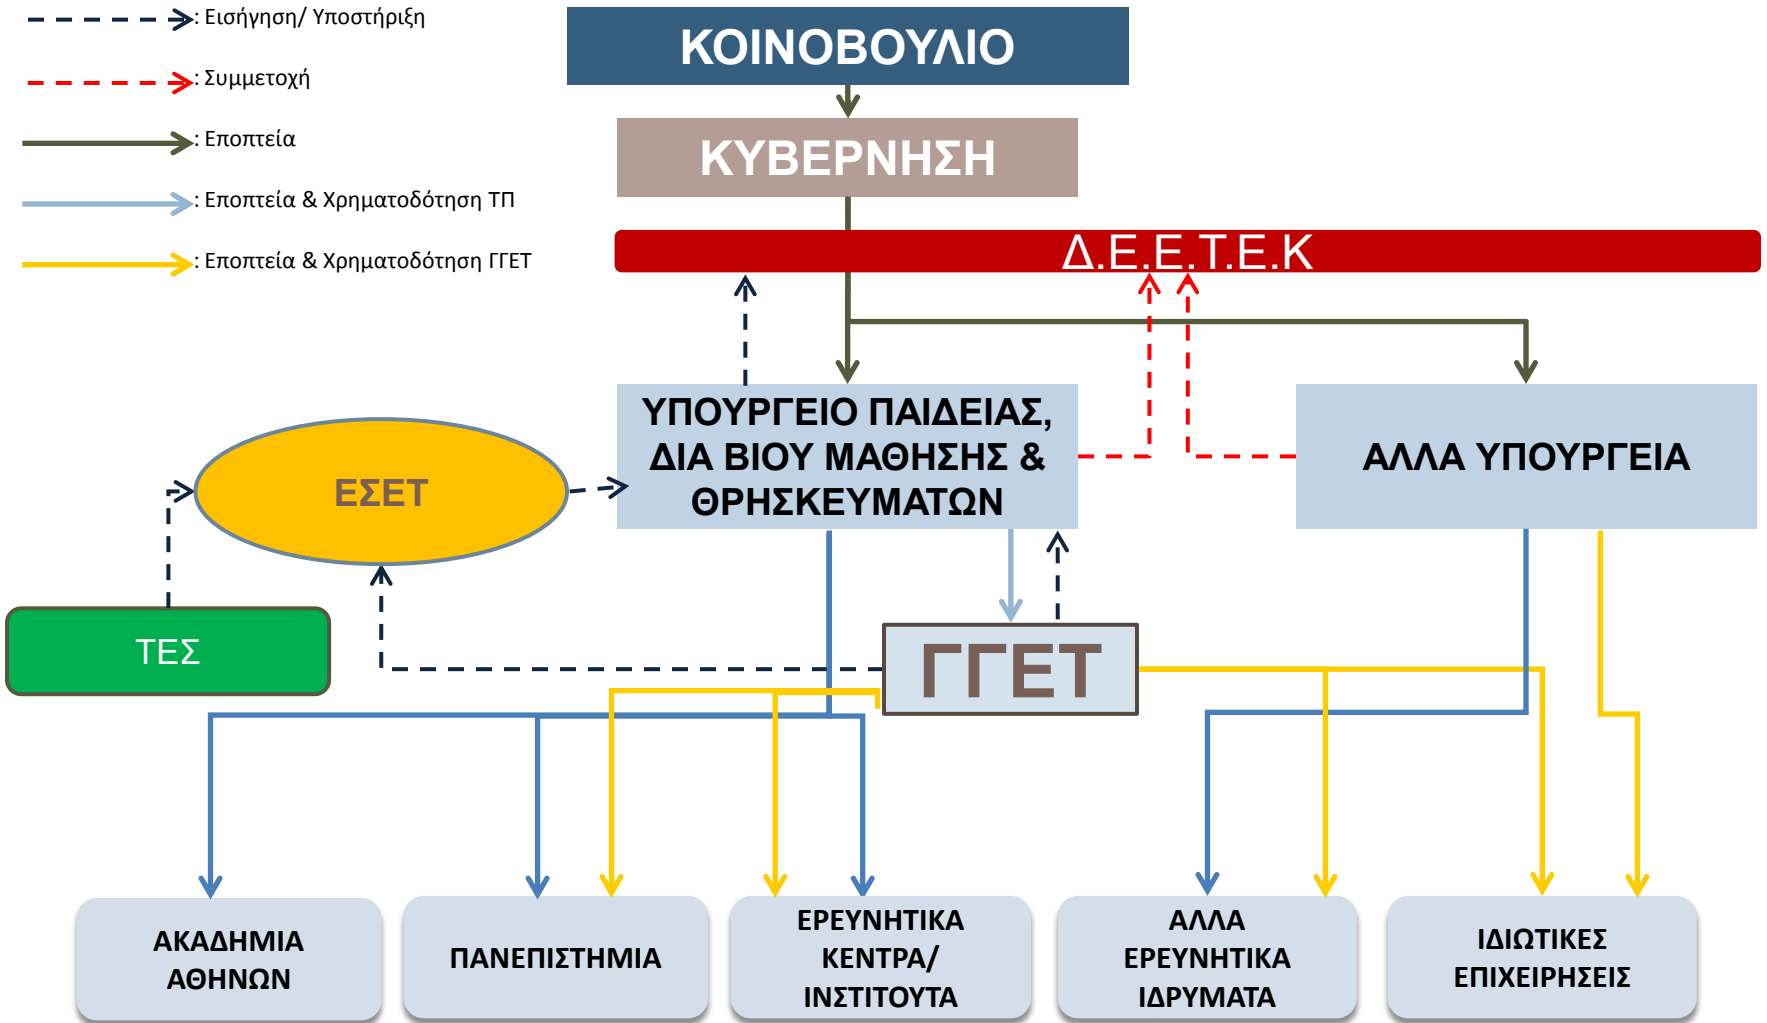 : Εισήγηση/ Υποστήριξη
: Συμμετοχή
: Εποπτεία
: Εποπτεία & Χρηματοδότηση ΤΠ
: Εποπτεία & Χρηματοδότηση ΓΓΕΤ
ΚΟΙΝΟΒΟΥΛΙΟ
ΚΥΒΕΡΝΗΣΗ
Δ.Ε.Ε.Τ.Ε.Κ
ΥΠΟΥΡΓΕΙΟ ΠΑΙΔΕΙΑΣ,
ΔΙΑ ΒΙΟΥ ΜΑΘΗΣΗΣ &
ΘΡΗΣΚΕΥΜΑΤΩΝ
ΑΛΛΑ ΥΠΟΥΡΓΕΙΑ
ΕΣΕΤ
ΤΕΣ
ΓΓΕΤ
ΑΚΑΔΗΜΙΑ
ΑΘΗΝΩΝ
ΠΑΝΕΠΙΣΤΗΜΙΑ
ΕΡΕΥΝΗΤΙΚΑ
ΚΕΝΤΡΑ/
ΙΝΣΤΙΤΟΥΤΑ
ΑΛΛΑ
ΕΡΕΥΝΗΤΙΚΑ
ΙΔΡΥΜΑΤΑ
ΙΔΙΩΤΙΚΕΣ
ΕΠΙΧΕΙΡΗΣΕΙΣ